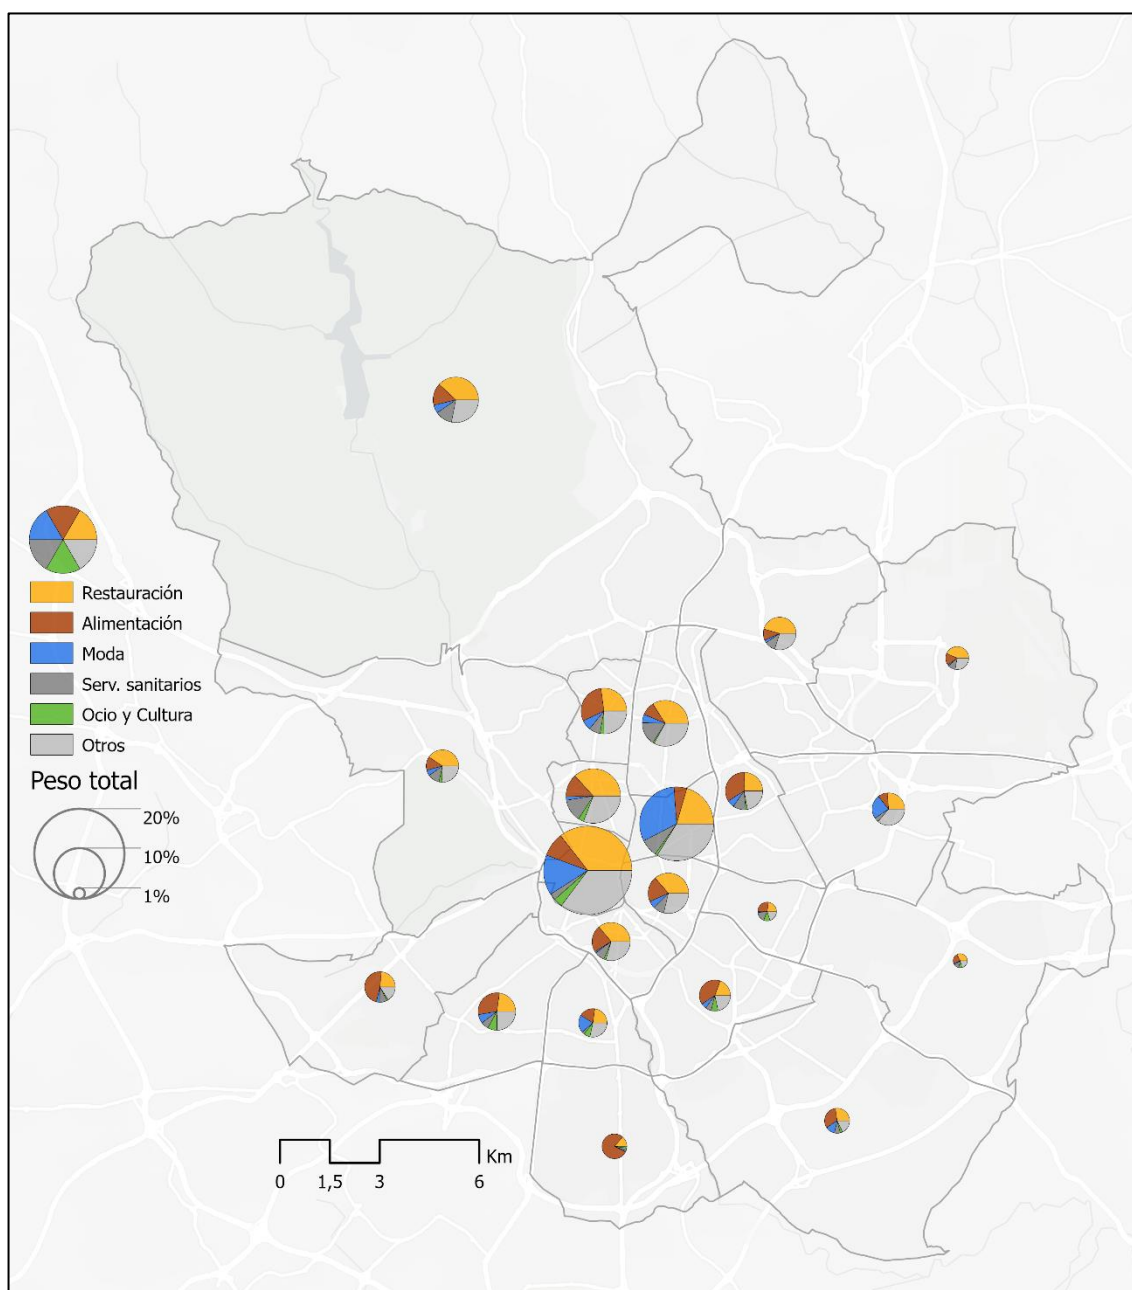 Restauración
Alimentación
Moda
Serv. sanitarios
Ocio y Cultura
Otros
Peso total
20%
10%
1%
Km
0 1,5 3 6